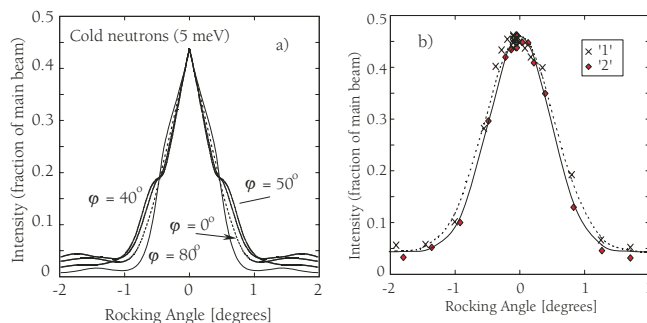 Cold neutrons (5 meV)
a)
Intensity (fraction of main beam)
0.5
0.4
0.3
0.2
0.1
0
φ = 40°
φ = 50°
φ = 0°
φ = 80°
-2 -1 0 1 2
Rocking Angle [degrees]
b)
'1'
'2'
Intensity (fraction of main beam)
0.5
0.4
0.3
0.2
0.1
0
-2 -1 0 1 2
Rocking Angle [degrees]